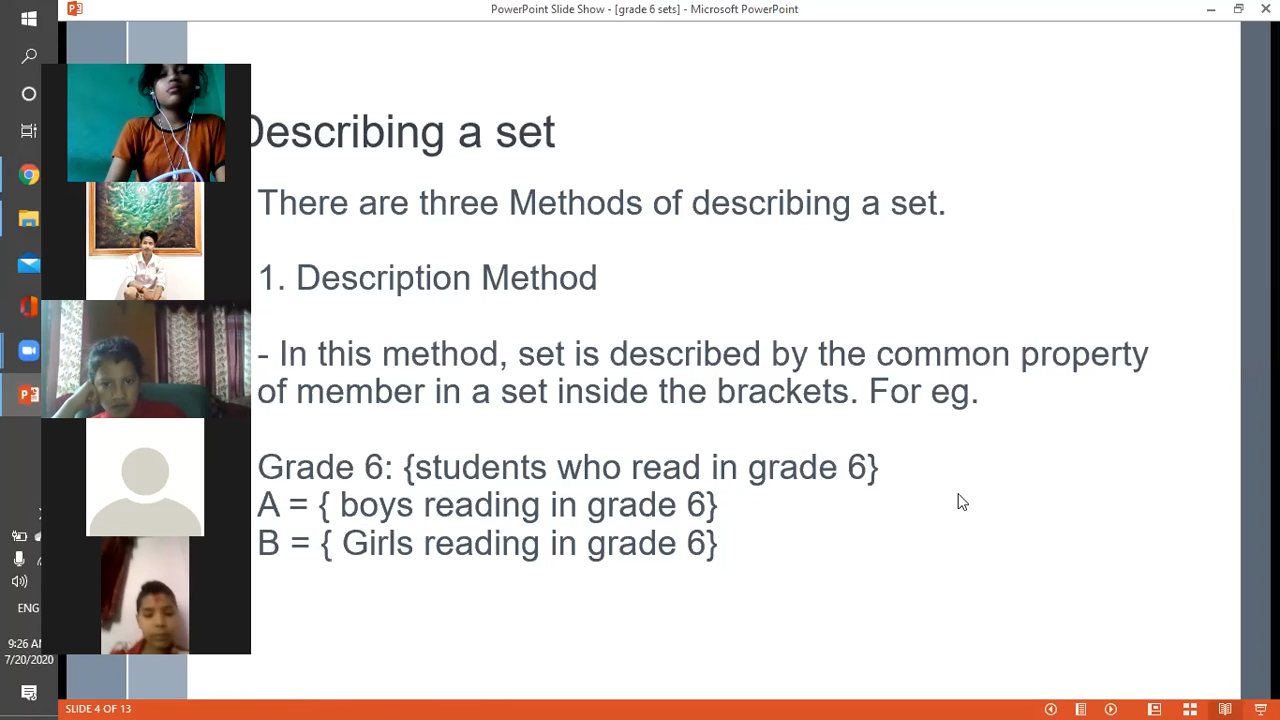 PowerPoint Slide Show - [grade 6 sets] - Microsoft PowerPoint
Describing a set
There are three Methods of describing a set.
1. Description Method
- In this method, set is described by the common property
of member in a set inside the brackets. For eg.
Grade 6: {students who read in grade 6}
A = { boys reading in grade 6}
B = { Girls reading in grade 6}
ENG
9:26 AM
7/20/2020
SLIDE 4 OF 13